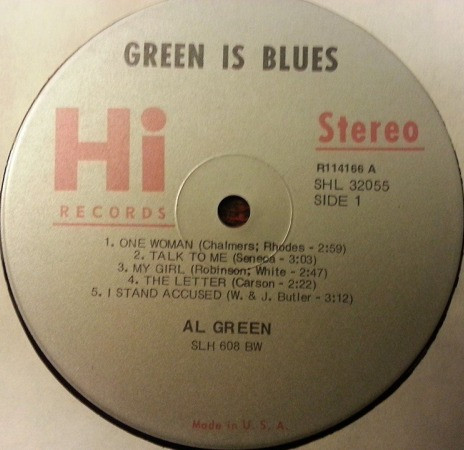 GREEN IS BLUES
Hi
RECORDS
Stereo
R114166 A
SHL 32055
SIDE 1
1. ONE WOMAN (Chalmers; Rhodes - 2:59)
2. TALK TO ME (Seneca - 3:03)
3. MY GIRL (Robinson; White - 2:47)
4. THE LETTER (Carson - 2:22)
5. I STAND ACCUSED (W. & J. Butler - 3:12)
AL GREEN
SLH 608 BW
Made in U. S. A.